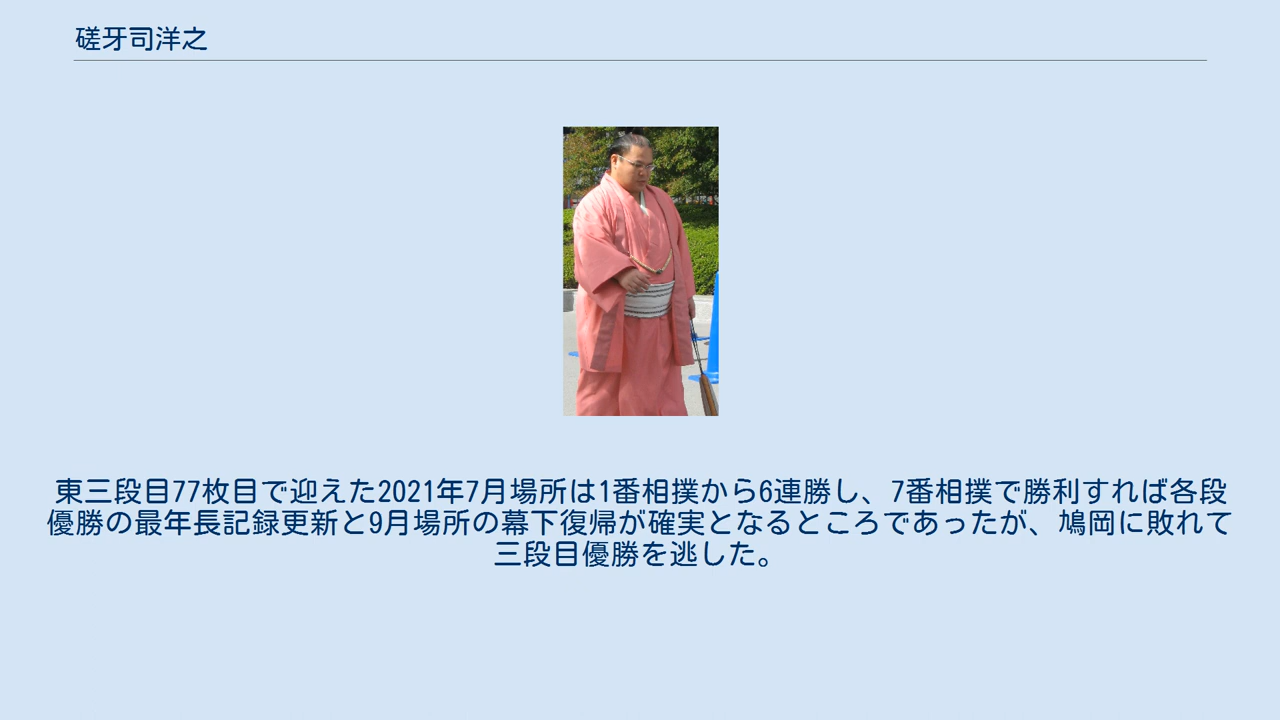 磋牙司洋之
東三段目77枚目で迎えた2021年7月場所は1番相撲から6連勝し、7番相撲で勝利すれば各段
優勝の最年長記録更新と9月場所の幕下復帰が確実となるところであったが、鳩岡に敗れて
三段目優勝を逃した。